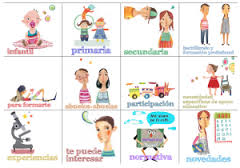 infantil
primaria
secundaria
bachillerato y
formación profesional
para formarte
abuelos-abuelas
participación
necesidades
específicas de apoyo
educativo
experiencias
te puede
interesar
normativa
novedades